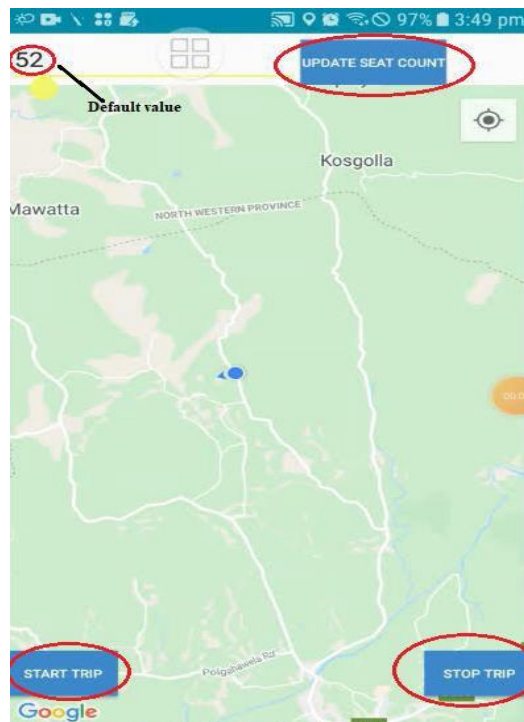 97% 3:49 pm
52
UPDATE SEAT COUNT
Default value
Kosgolla
Mawatta
NORTH WESTERN PROVINCE
START TRIP
Polgahawela Rd
STOP TRIP
Google